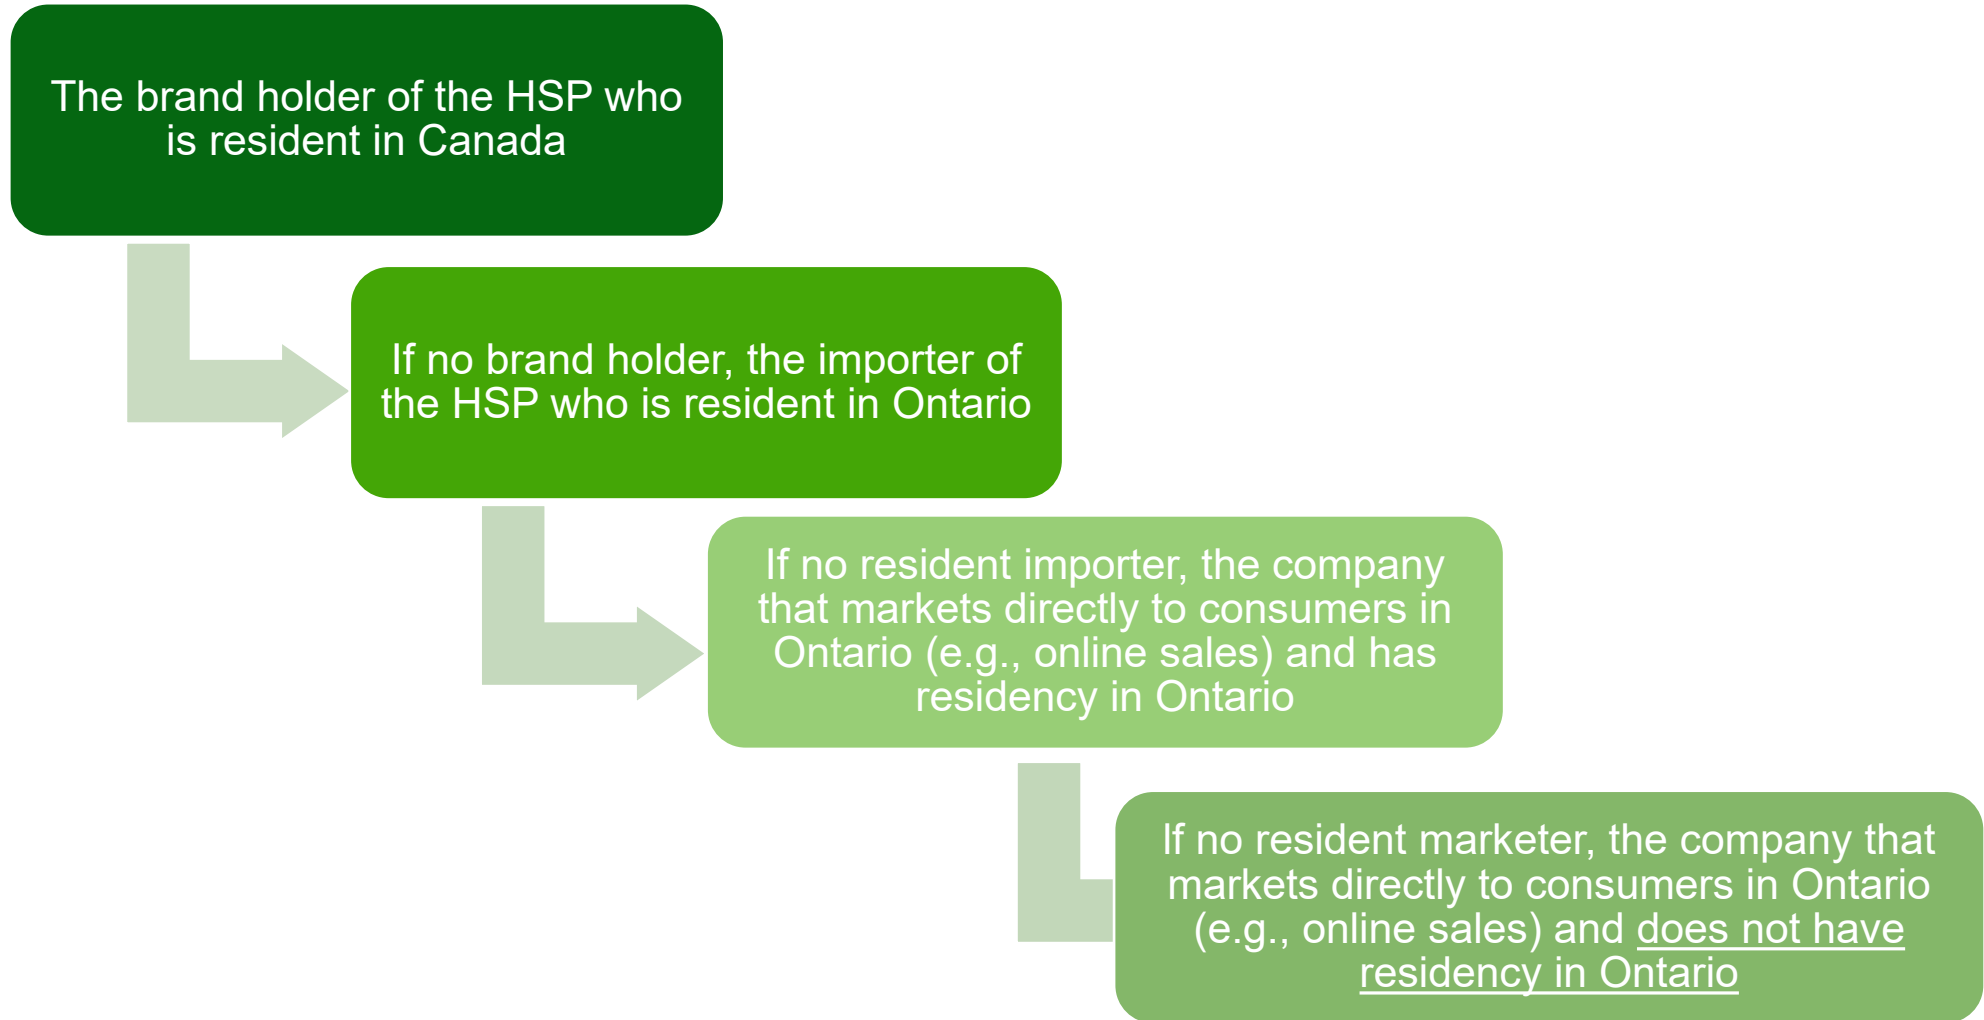 The brand holder of the HSP who
is resident in Canada
If no brand holder, the importer of
the HSP who is resident in Ontario
If no resident importer, the company
that markets directly to consumers in
Ontario (e.g., online sales) and has
residency in Ontario
If no resident marketer, the company that
markets directly to consumers in Ontario
(e.g., online sales) and does not have
residency in Ontario